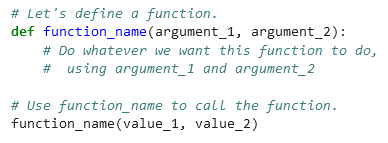 # Let's define a function.
def function_name(argument_1, argument_2):
    # Do whatever we want this function to do,
    #  using argument_1 and argument_2

# Use function_name to call the function.
function_name(value_1, value_2)